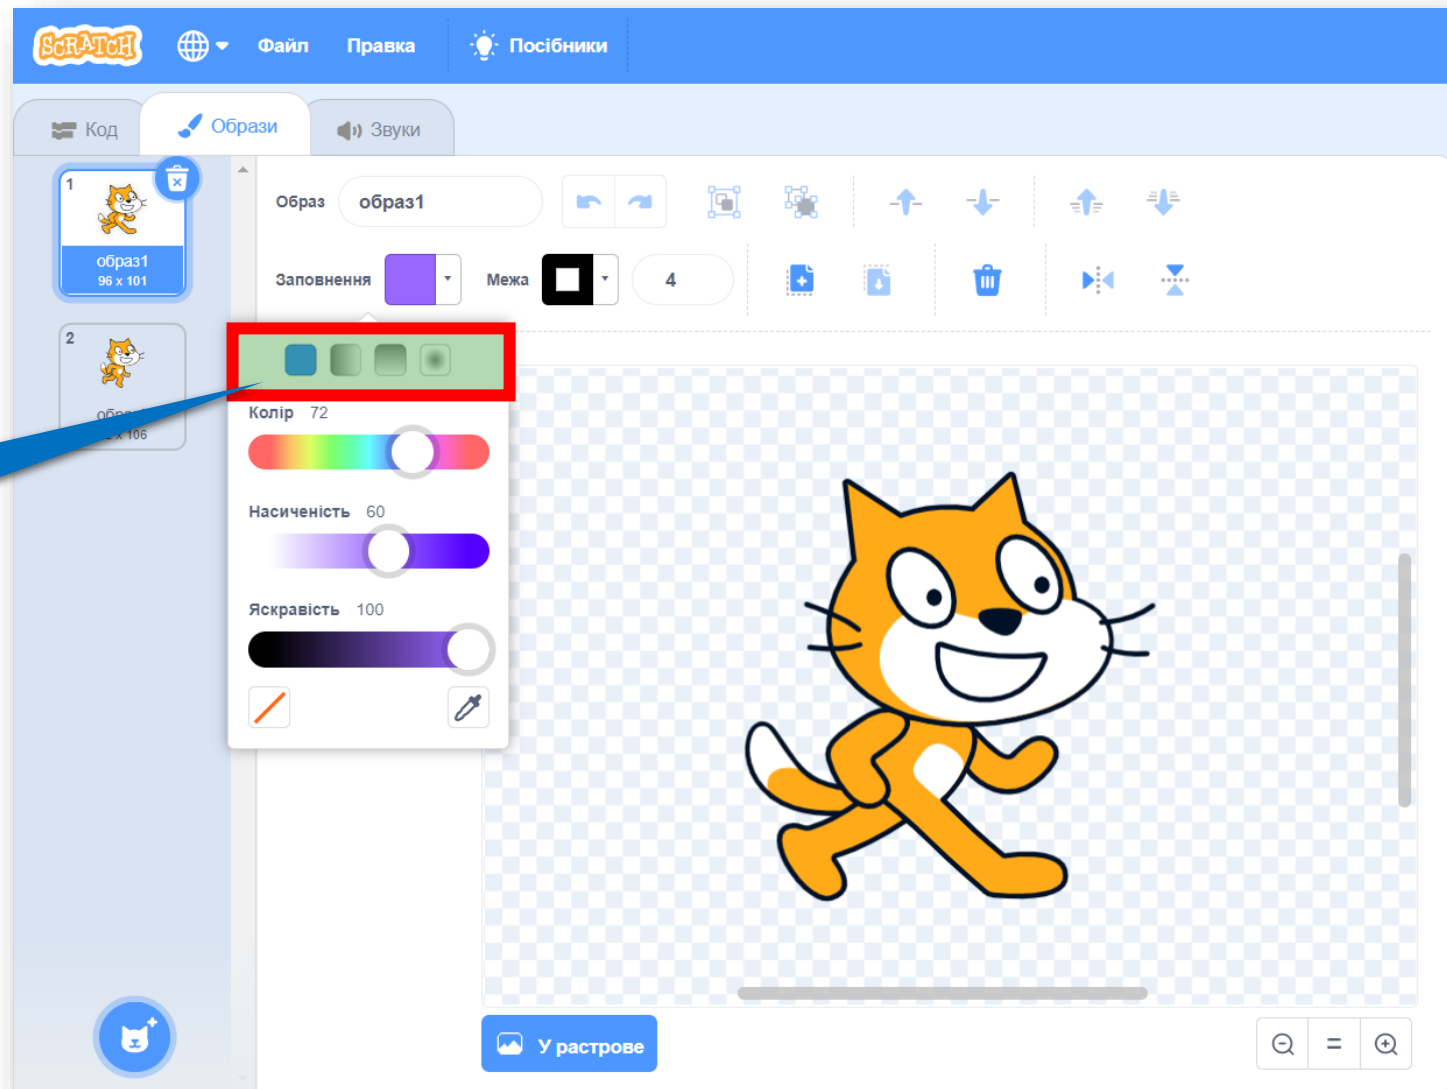 SCRATCH Файл Правка Посібники
Код Образи Звуки
1
образ1
96 x 101
2
x 106
Образ образ1
Заповнення Межа 4
Колір 72
Насиченість 60
Яскравість 100
У растрове